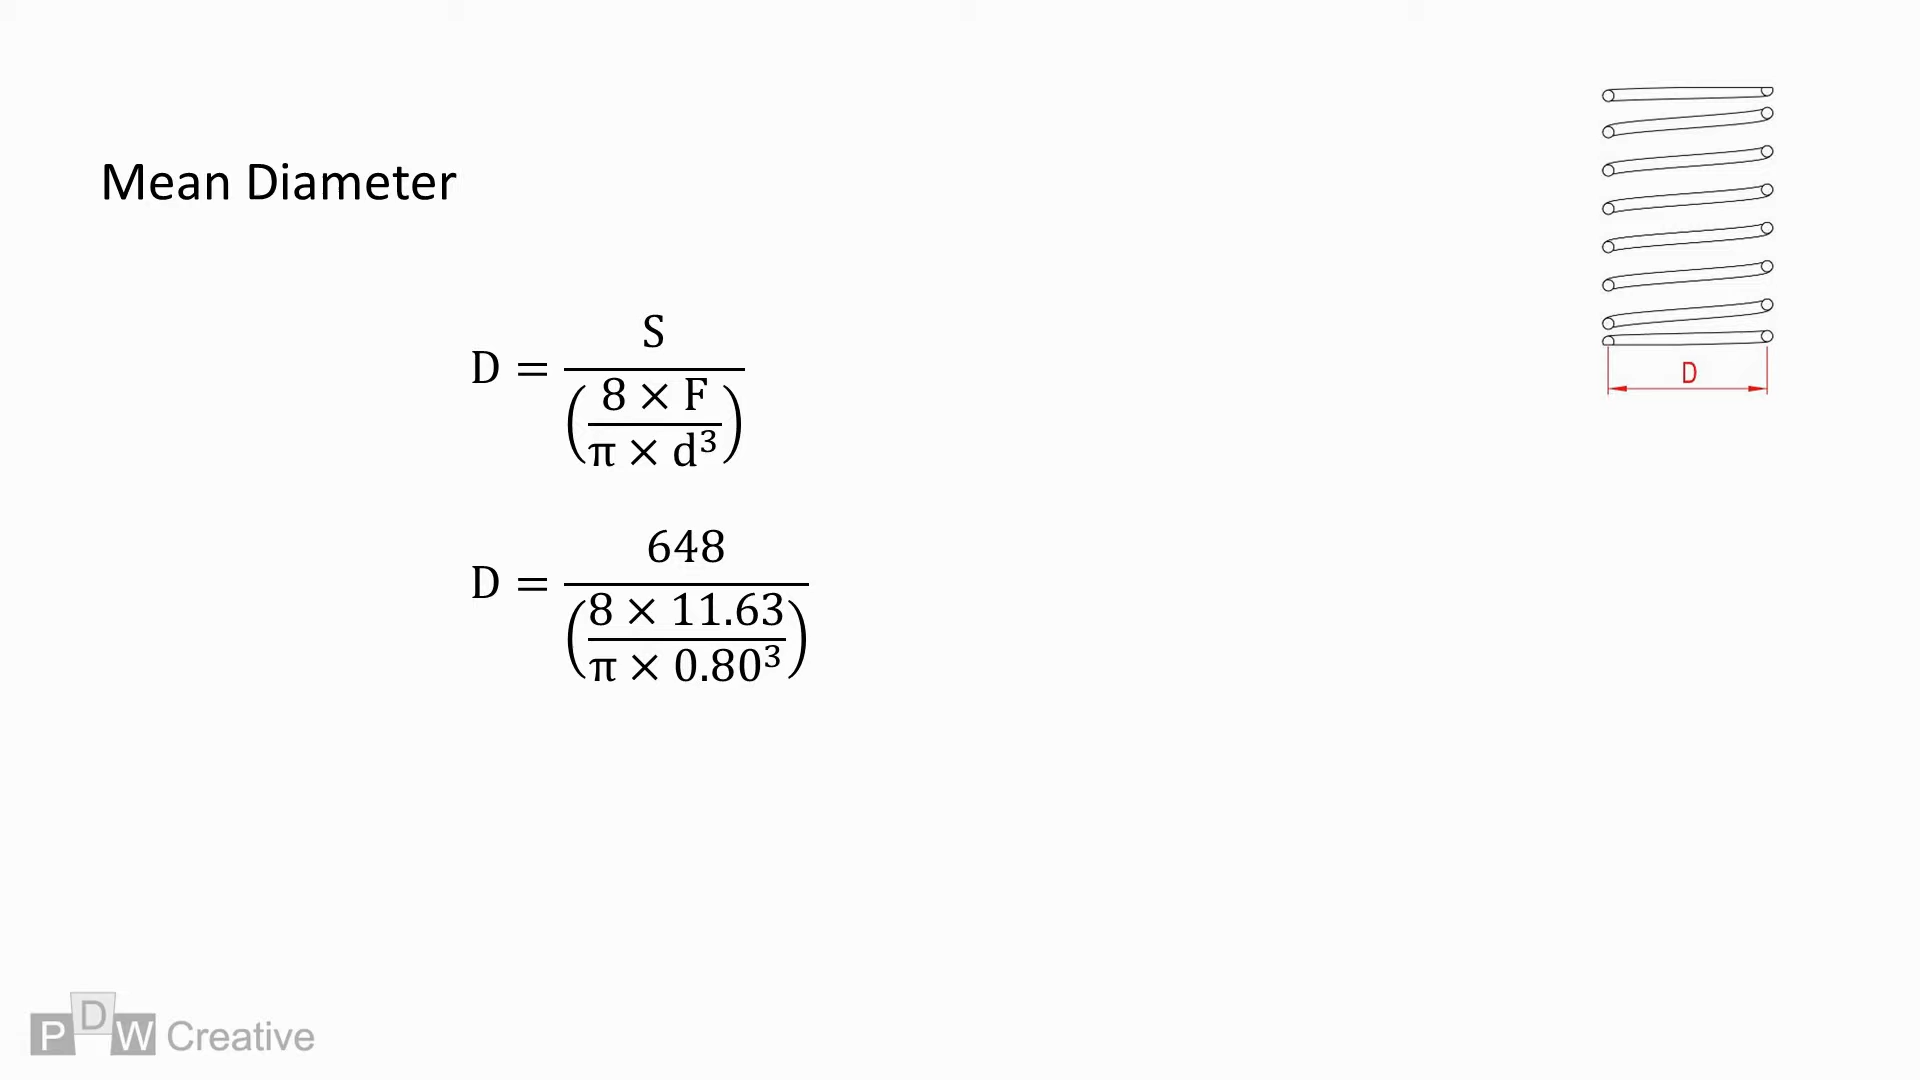 Mean Diameter
D
D = S / ((8 × F) / (π × d³))
D = 648 / ((8 × 11.63) / (π × 0.80³))
PDW Creative